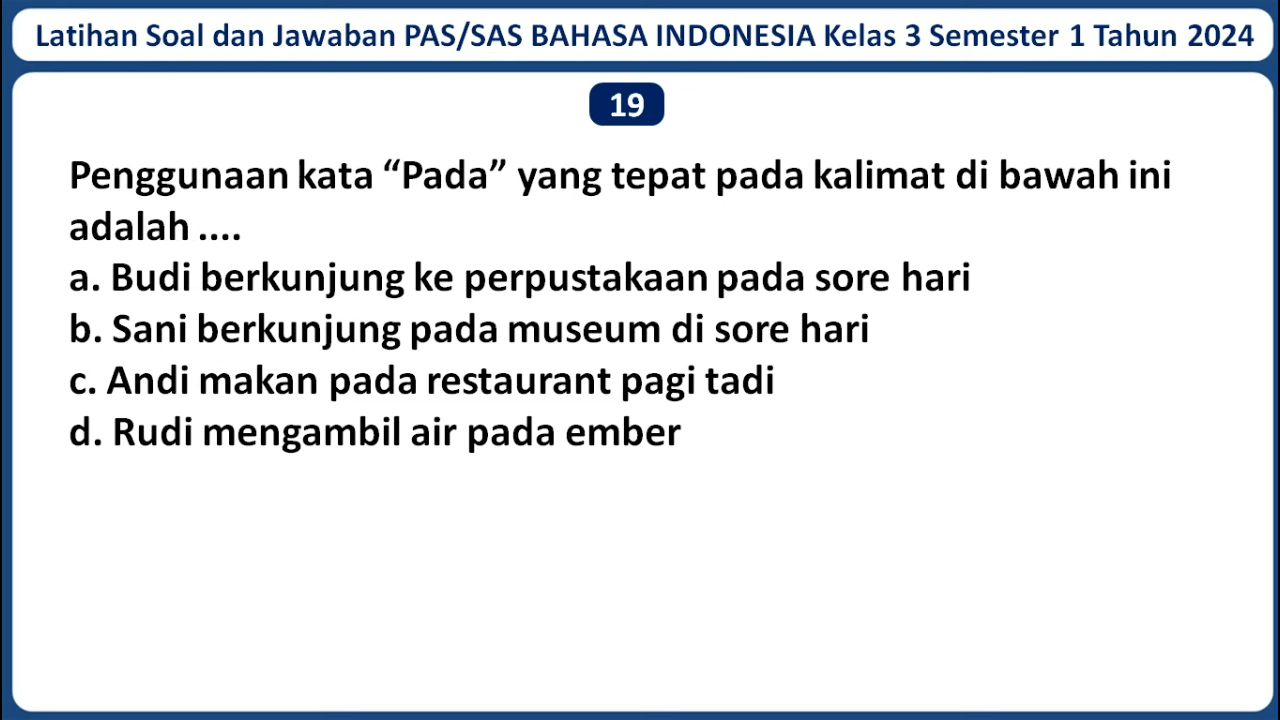 Latihan Soal dan Jawaban PAS/SAS BAHASA INDONESIA Kelas 3 Semester 1 Tahun 2024
19
Penggunaan kata “Pada” yang tepat pada kalimat di bawah ini
adalah ....
a. Budi berkunjung ke perpustakaan pada sore hari
b. Sani berkunjung pada museum di sore hari
c. Andi makan pada restaurant pagi tadi
d. Rudi mengambil air pada ember